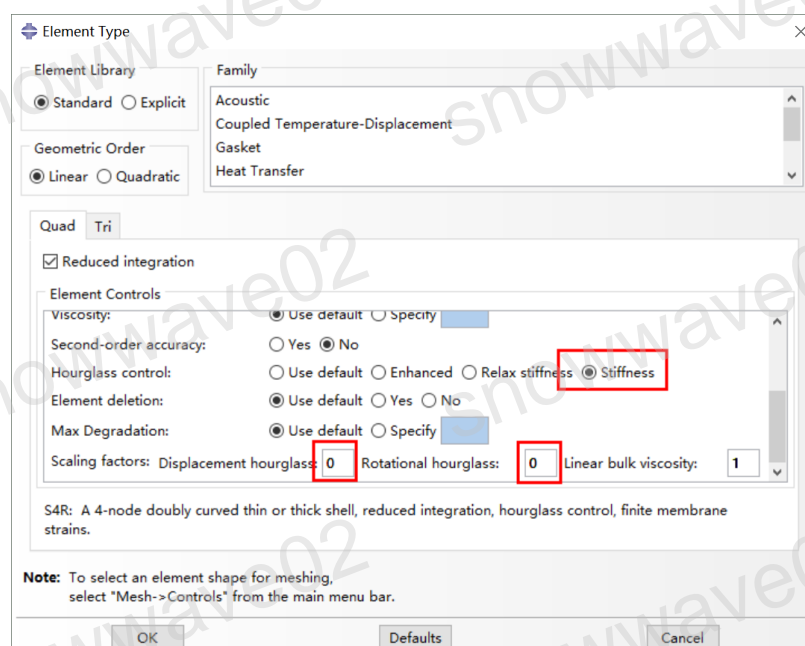 Element Type
Element Library
Standard Explicit
Family
Acoustic
Coupled Temperature-Displacement
Gasket
Heat Transfer
Geometric Order
Linear Quadratic
Quad Tri
Reduced integration
Element Controls
Viscosity: Use default Specify
Second-order accuracy: Yes No
Hourglass control: Use default Enhanced Relax stiffness Stiffness
Element deletion: Use default Yes No
Max Degradation: Use default Specify
Scaling factors: Displacement hourglass: 0 Rotational hourglass: 0 Linear bulk viscosity: 1
S4R: A 4-node doubly curved thin or thick shell, reduced integration, hourglass control, finite membrane
strains.
Note: To select an element shape for meshing,
select "Mesh->Controls" from the main menu bar.
OK Defaults Cancel
snowwave02